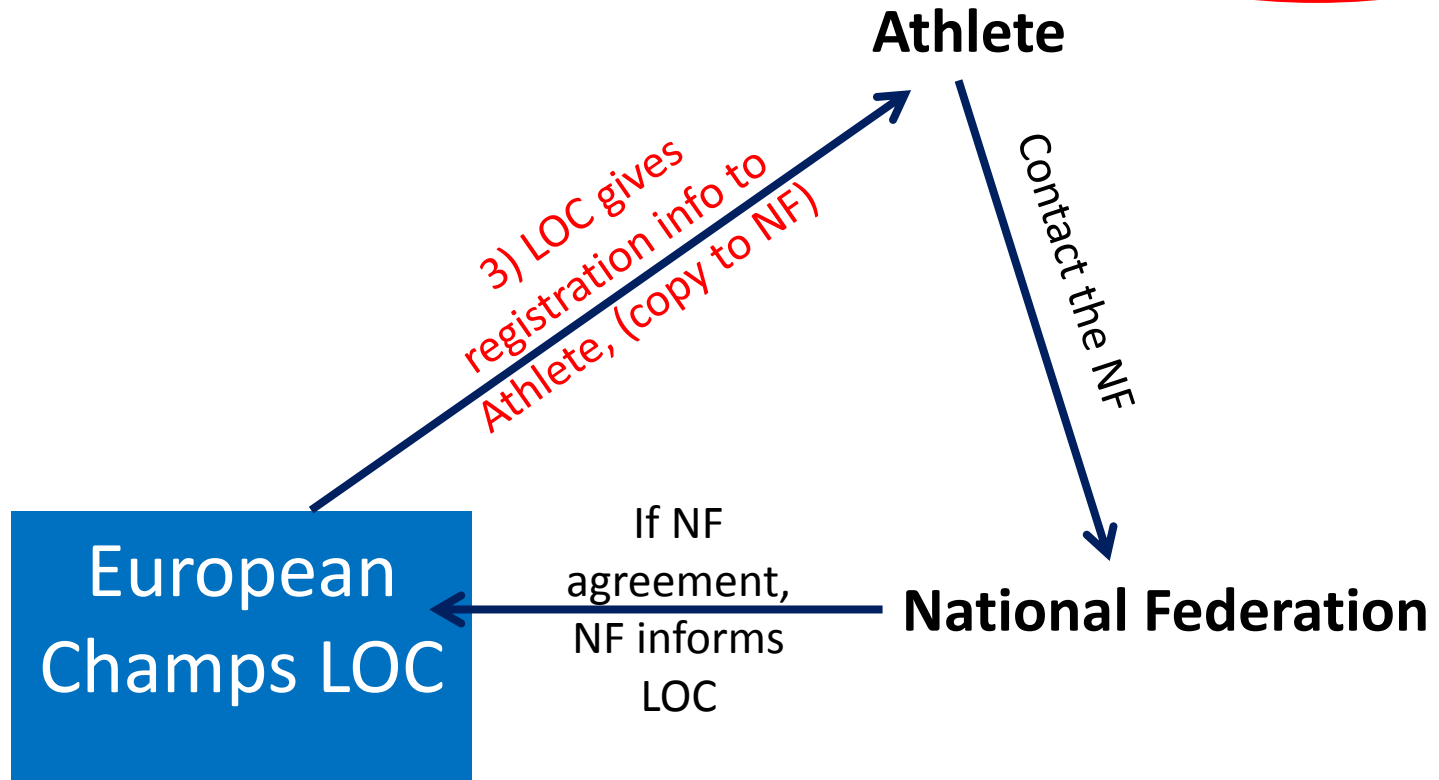 Athlete
3) LOC gives
registration info to
Athlete, (copy to NF)
Contact the NF
If NF
agreement,
NF informs
LOC
European
Champs LOC
National Federation